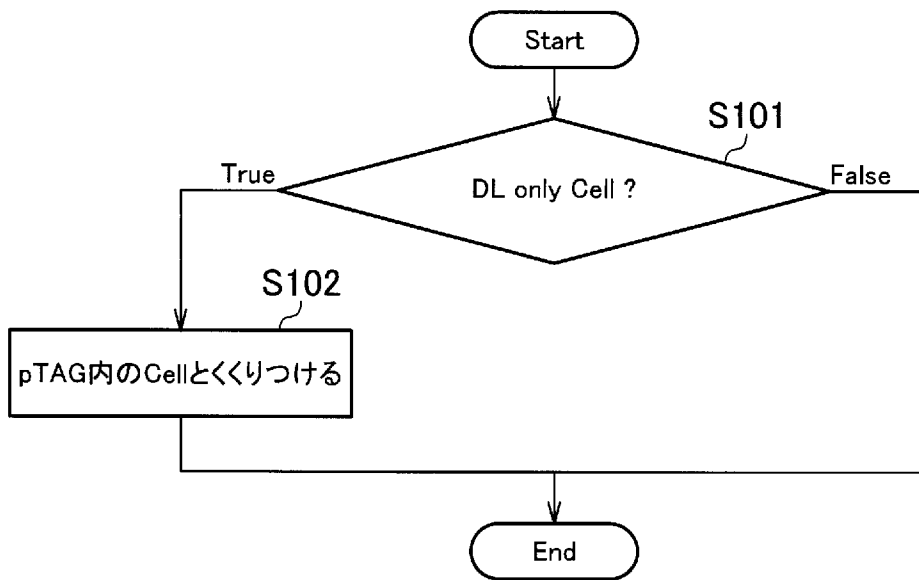 Start
S101
True
DL only Cell ?
False
S102
pTAG内のCellとくくりつける
End